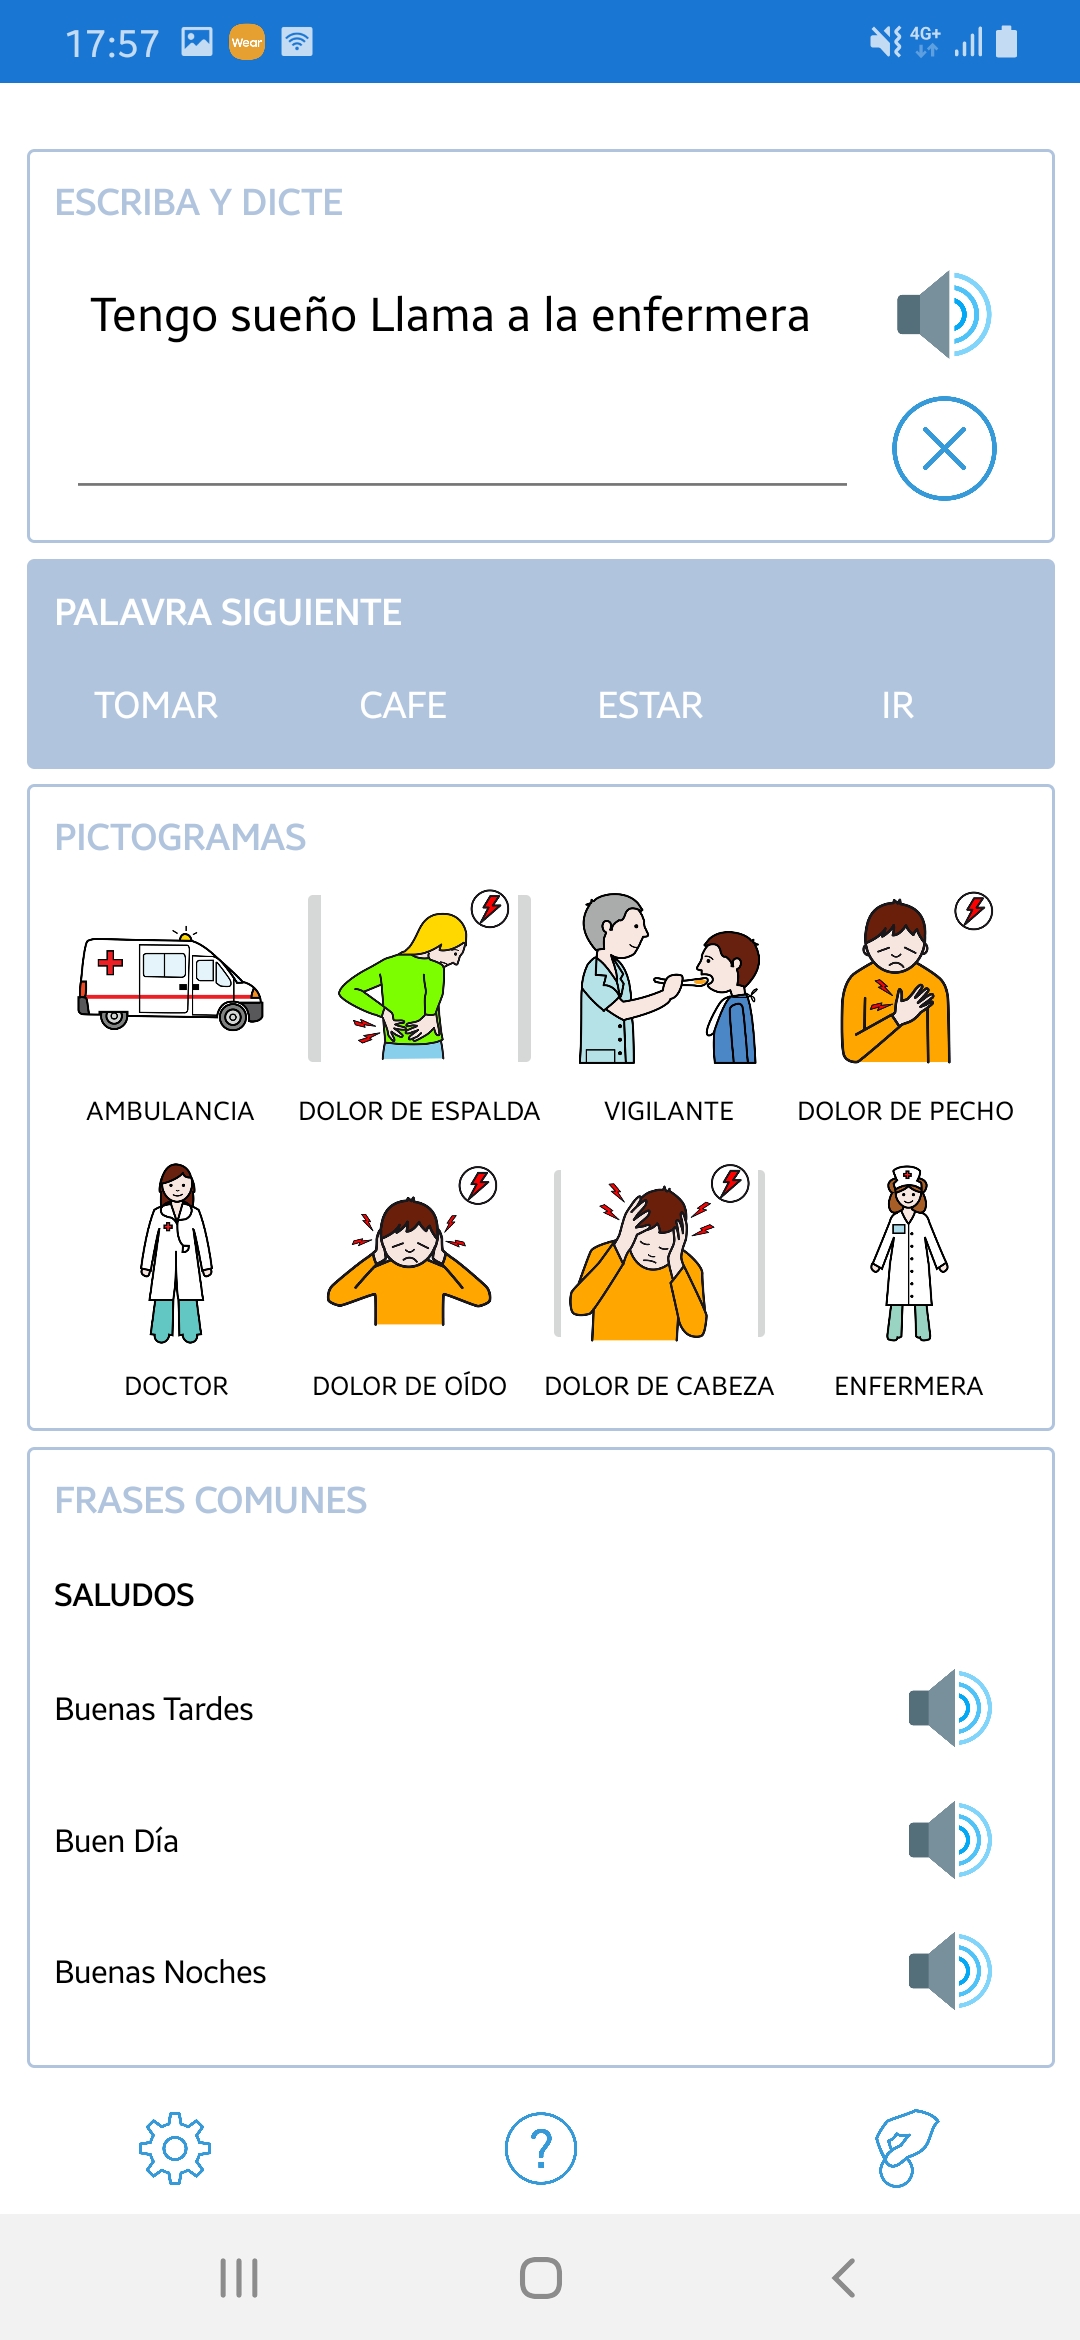 17:57
Wear
4G+
ESCRIBA Y DICTE
Tengo sueño Llama a la enfermera
PALAVRA SIGUIENTE
TOMAR CAFE ESTAR IR
PICTOGRAMAS
AMBULANCIA DOLOR DE ESPALDA VIGILANTE DOLOR DE PECHO
DOCTOR DOLOR DE OÍDO DOLOR DE CABEZA ENFERMERA
FRASES COMUNES
SALUDOS
Buenas Tardes
Buen Día
Buenas Noches
?